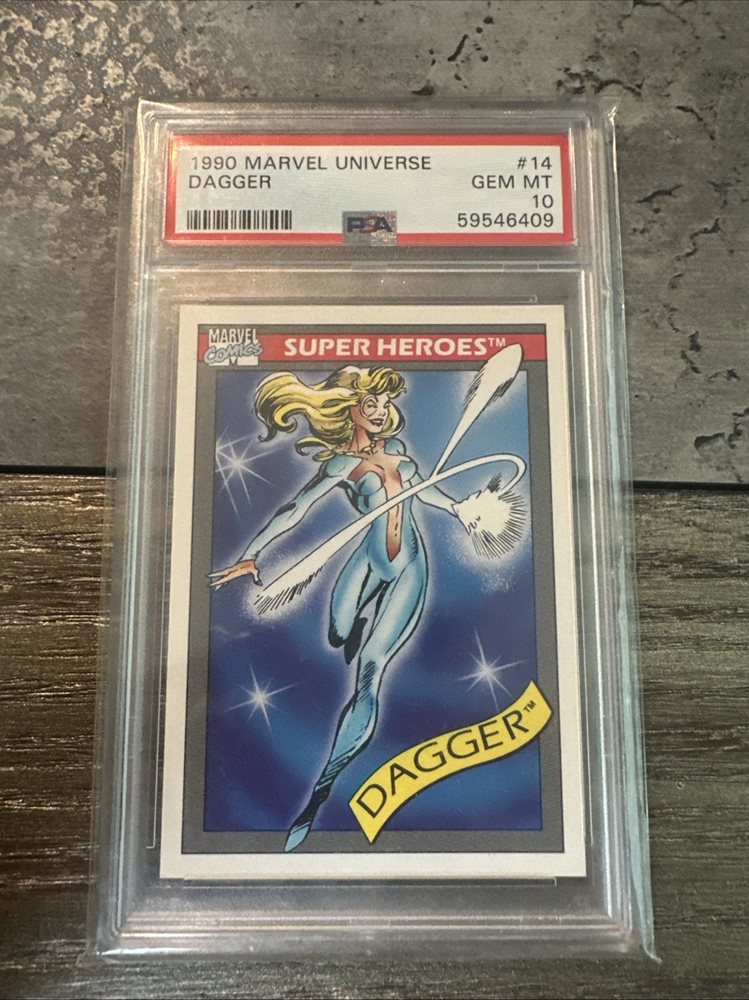 1990 MARVEL UNIVERSE #14
DAGGER GEM MT
10
PSA 59546409
MARVEL
COMICS
SUPER HEROES™
DAGGER™